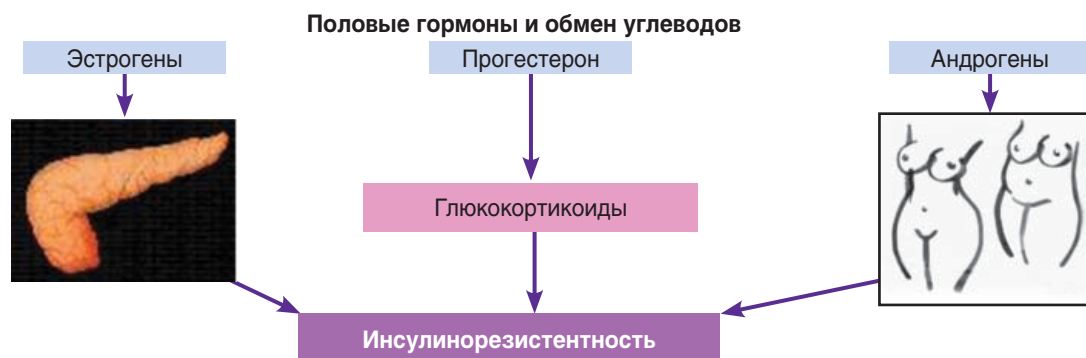 Половые гормоны и обмен углеводов
Эстрогены
Прогестерон
Андрогены
Глюкокортикоиды
Инсулинорезистентность